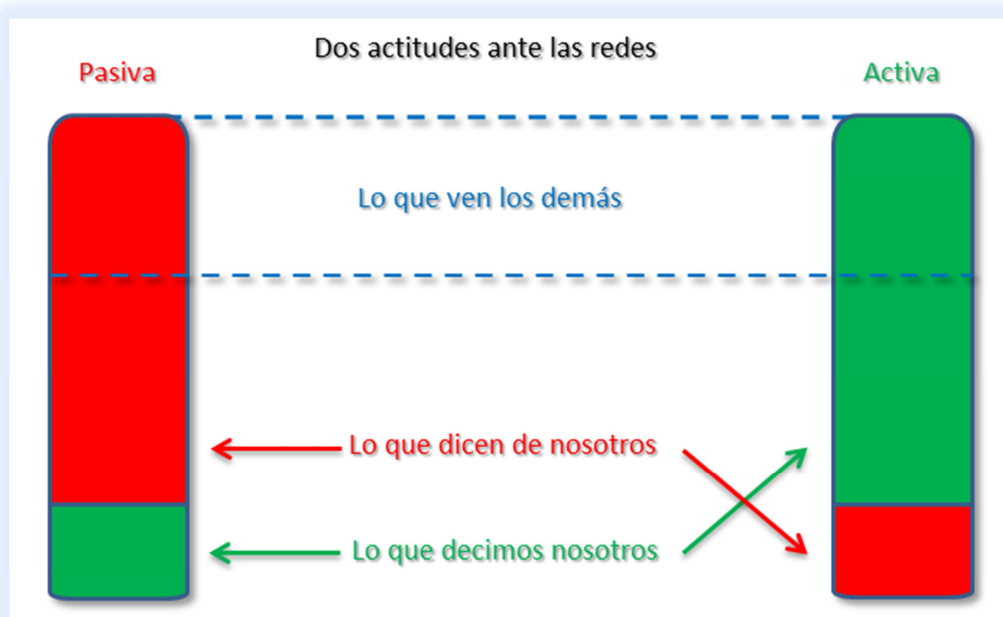 Dos actitudes ante las redes
Pasiva
Activa
Lo que ven los demás
Lo que dicen de nosotros
Lo que decimos nosotros